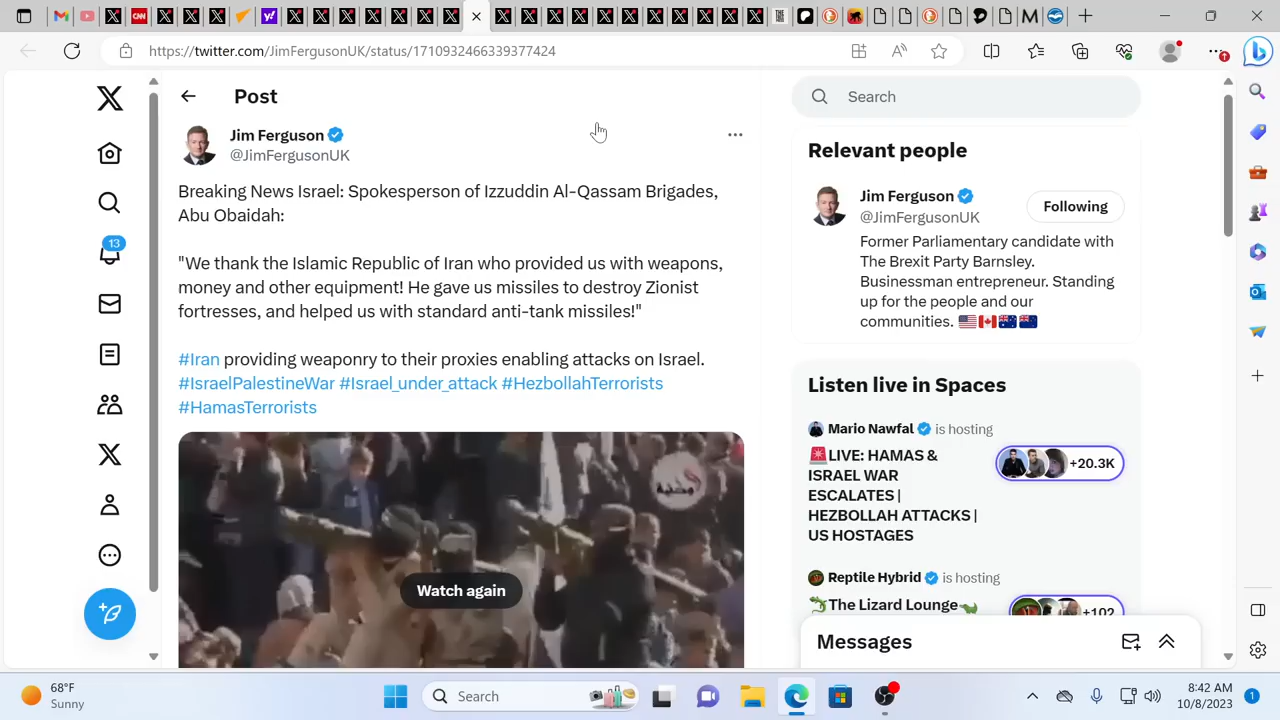 https://twitter.com/JimFergusonUK/status/1710932466339377424
Post
Search
Jim Ferguson
@JimFergusonUK
Breaking News Israel: Spokesperson of Izzuddin Al-Qassam Brigades,
Abu Obaidah:
"We thank the Islamic Republic of Iran who provided us with weapons,
money and other equipment! He gave us missiles to destroy Zionist
fortresses, and helped us with standard anti-tank missiles!"
#Iran providing weaponry to their proxies enabling attacks on Israel.
#IsraelPalestineWar #Israel_under_attack #HezbollahTerrorists
#HamasTerrorists
Watch again
13
Relevant people
Jim Ferguson
@JimFergusonUK
Following
Former Parliamentary candidate with
The Brexit Party Barnsley.
Businessman entrepreneur. Standing
up for the people and our
communities.
Listen live in Spaces
Mario Nawfal is hosting
LIVE: HAMAS &
ISRAEL WAR
ESCALATES |
HEZBOLLAH ATTACKS |
US HOSTAGES
+20.3K
Reptile Hybrid is hosting
The Lizard Lounge
+102
Messages
68°F
Sunny
Search
8:42 AM
10/8/2023
1